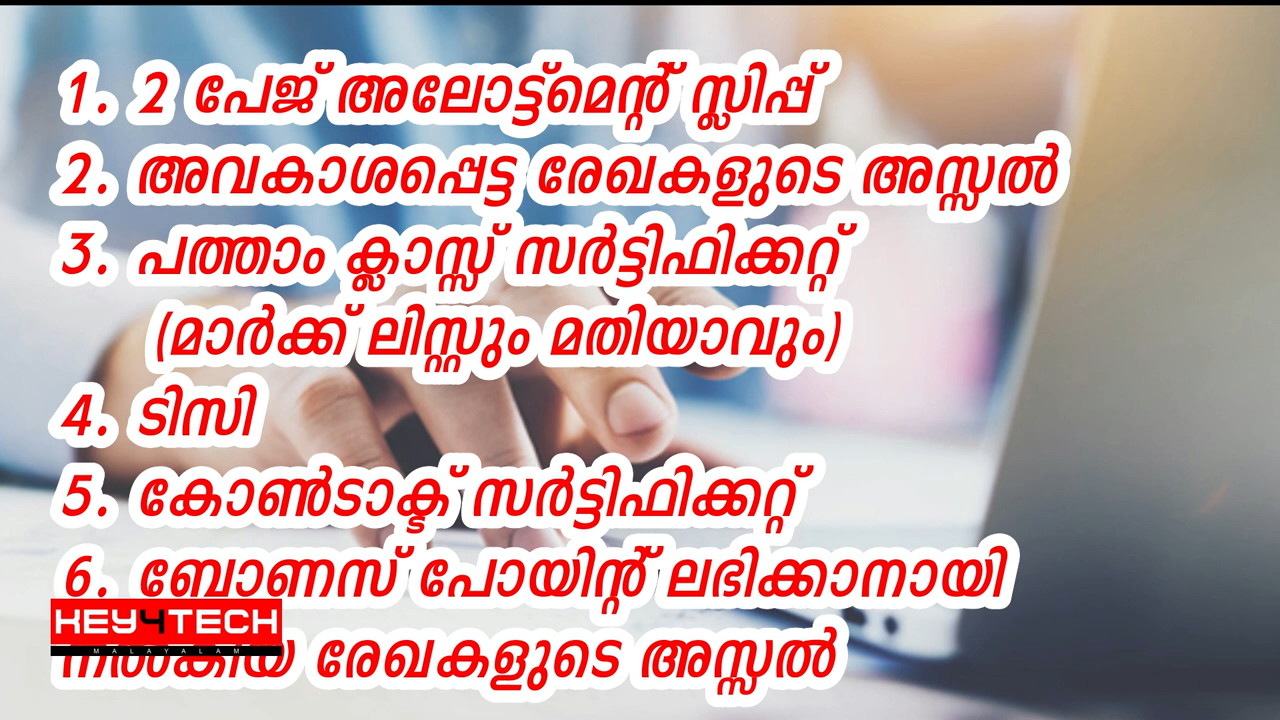 1. 2 പേജ് അലോട്ട്മെന്റ് സ്ലിപ്പ്
2. അവകാശപ്പെട്ട രേഖകളുടെ അസ്സൽ
3. പത്താം ക്ലാസ്സ് സർട്ടിഫിക്കറ്റ്
(മാർക്ക് ലിസ്റ്റും മതിയാവും)
4. ടിസി
5. കോൺടാക്ട് സർട്ടിഫിക്കറ്റ്
6. ബോണസ് പോയിന്റ് ലഭിക്കാനായി
നൽകിയ രേഖകളുടെ അസ്സൽ
KEY4TECH
MALAYALAM